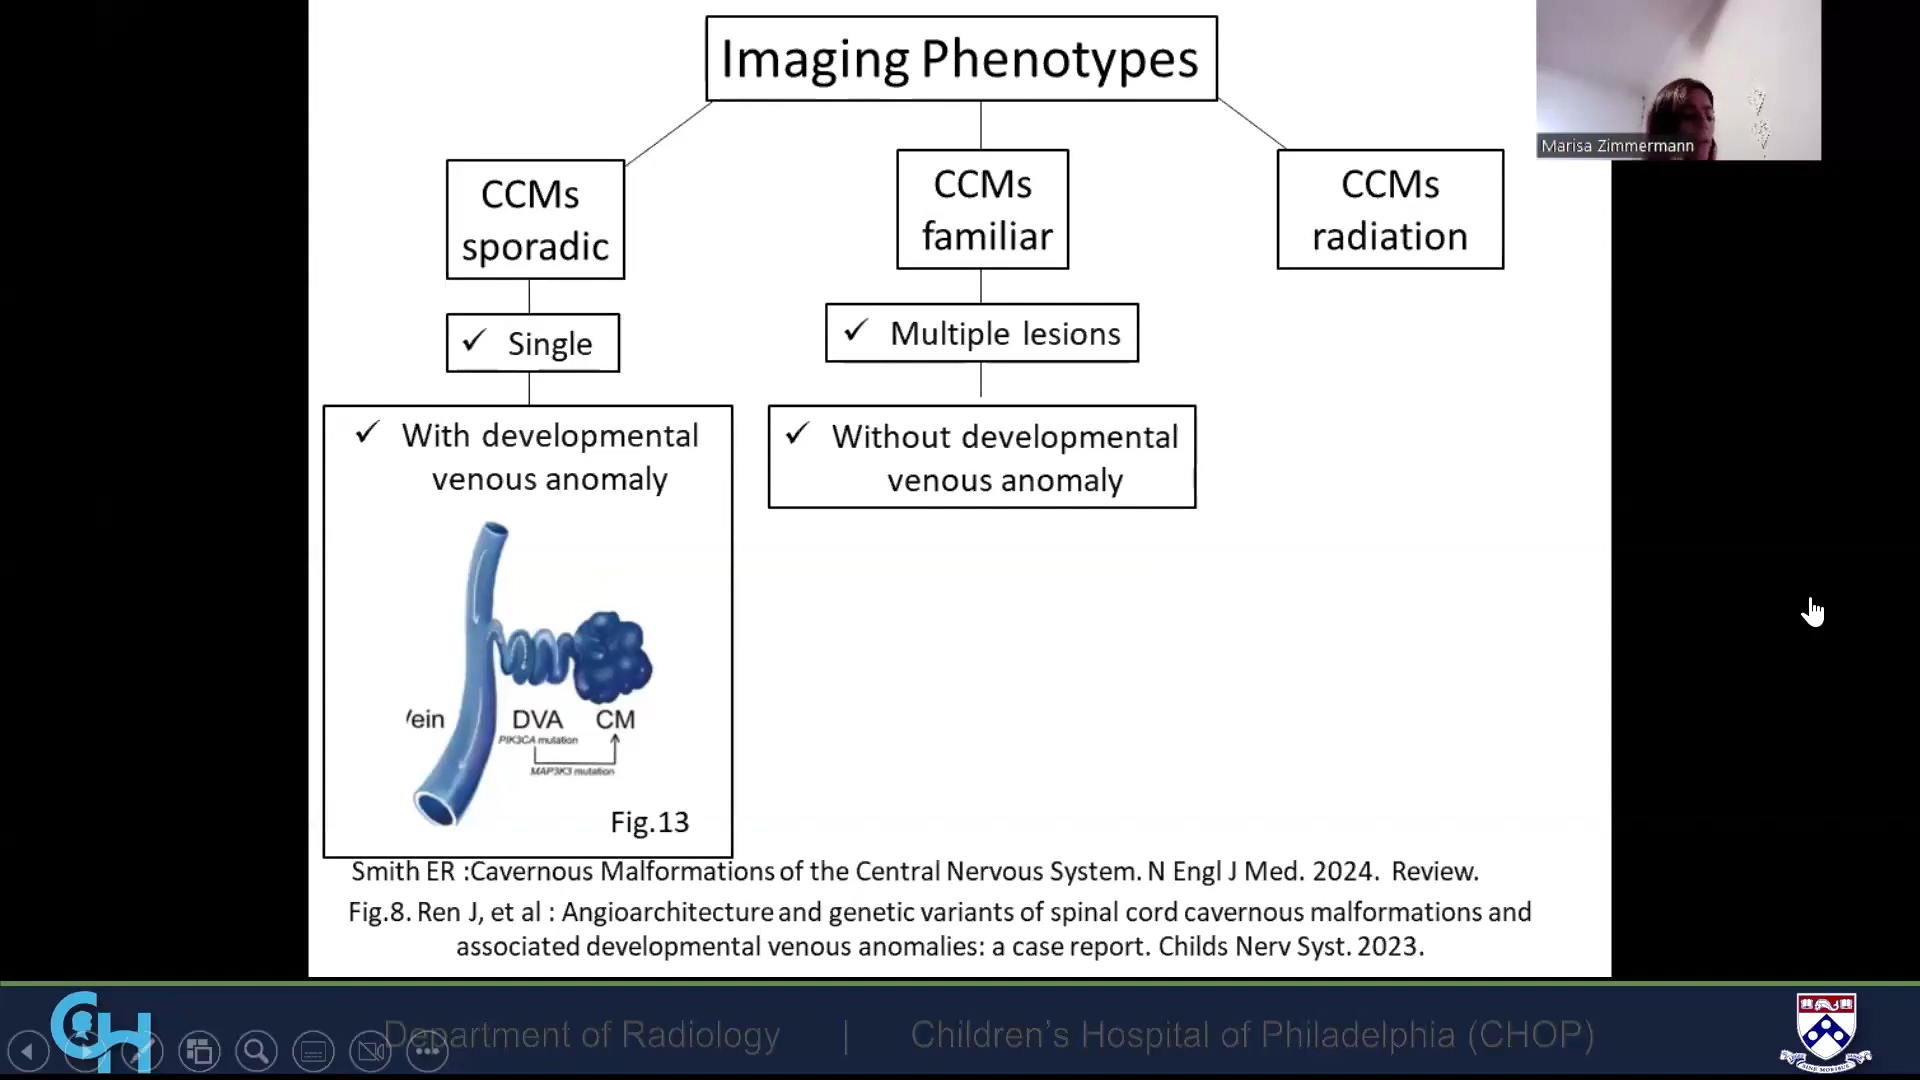 Imaging Phenotypes
Marisa Zimmermann
CCMs
sporadic
CCMs
familiar
CCMs
radiation
✓ Single
✓ Multiple lesions
✓ With developmental
venous anomaly
✓ Without developmental
venous anomaly
/ein
DVA
CM
PIK3CA mutation
MAP3K3 mutation
Fig.13
Smith ER :Cavernous Malformations of the Central Nervous System. N Engl J Med. 2024. Review.
Fig.8. Ren J, et al : Angioarchitecture and genetic variants of spinal cord cavernous malformations and
associated developmental venous anomalies: a case report. Childs Nerv Syst. 2023.
CH
Department of Radiology | Children's Hospital of Philadelphia (CHOP)